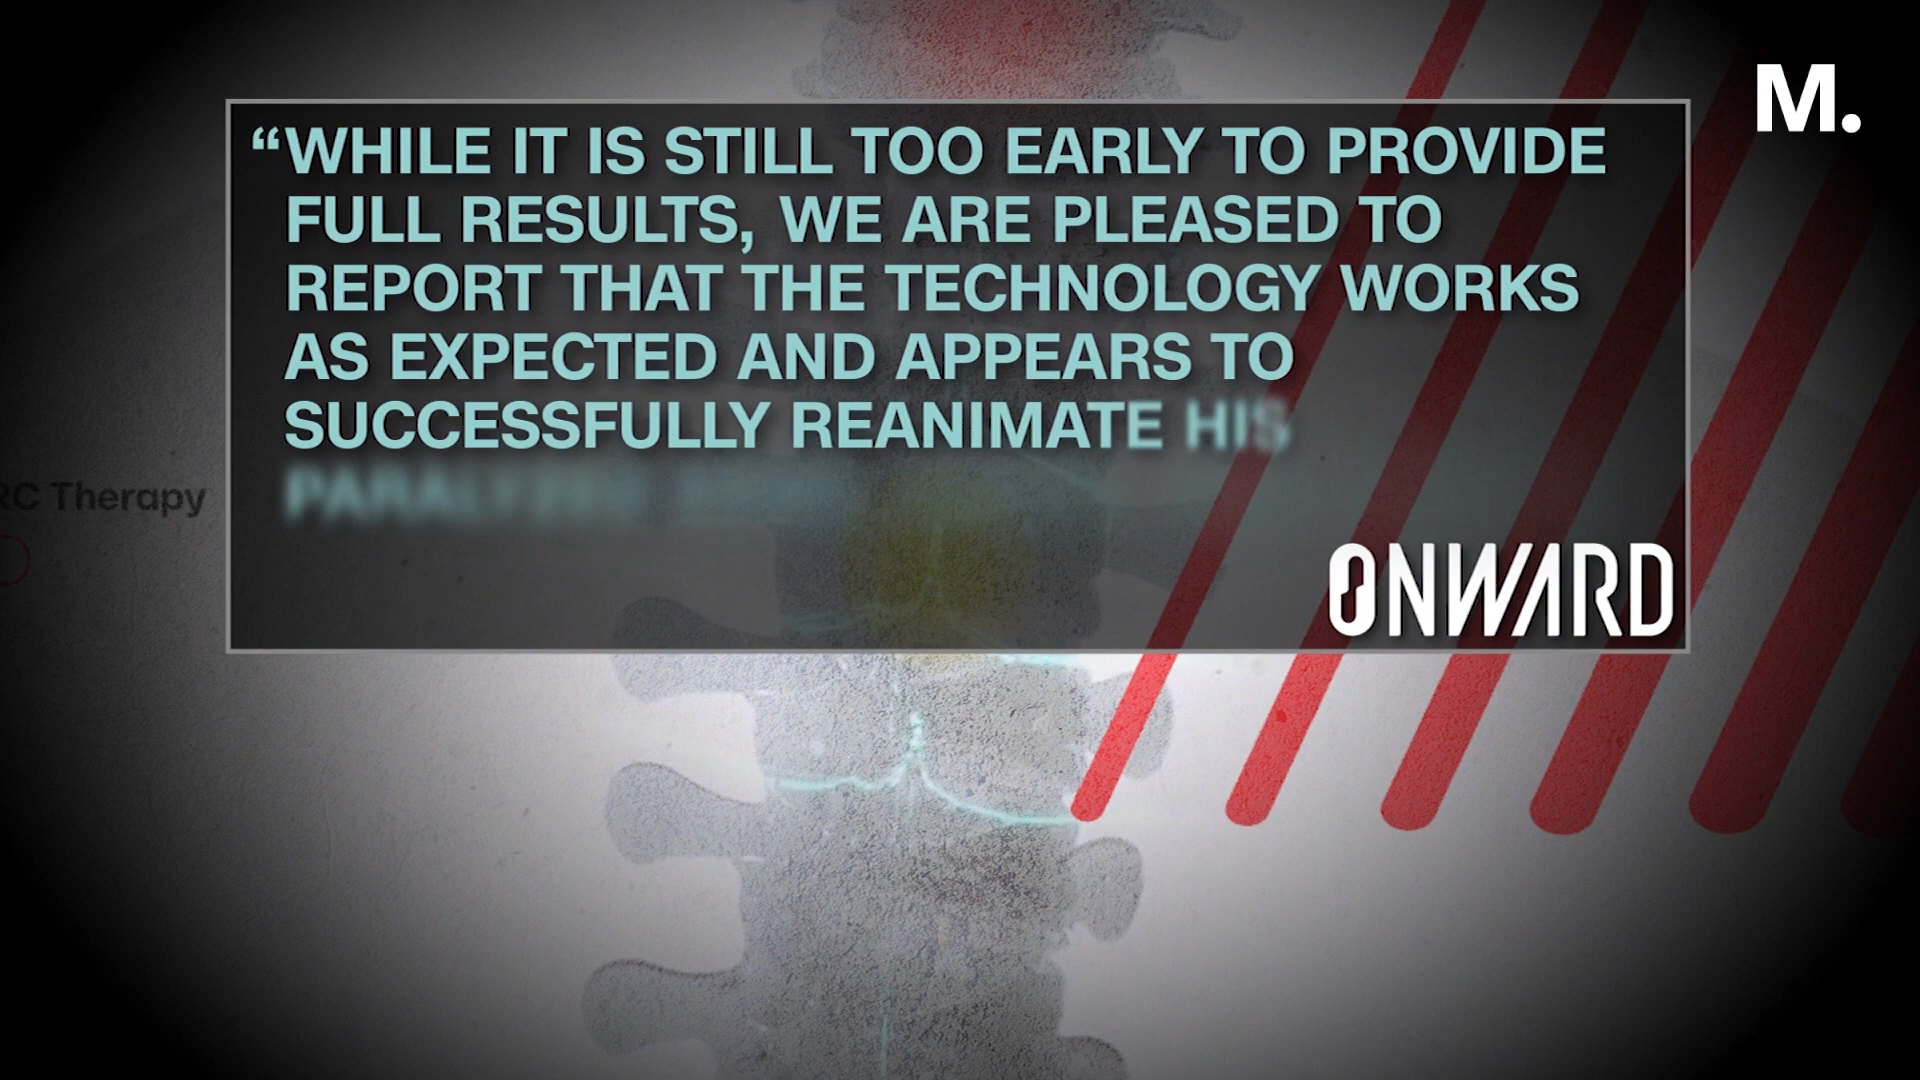 M.
“WHILE IT IS STILL TOO EARLY TO PROVIDE
FULL RESULTS, WE ARE PLEASED TO
REPORT THAT THE TECHNOLOGY WORKS
AS EXPECTED AND APPEARS TO
SUCCESSFULLY REANIMATE HIS
RC Therapy
ONWARD